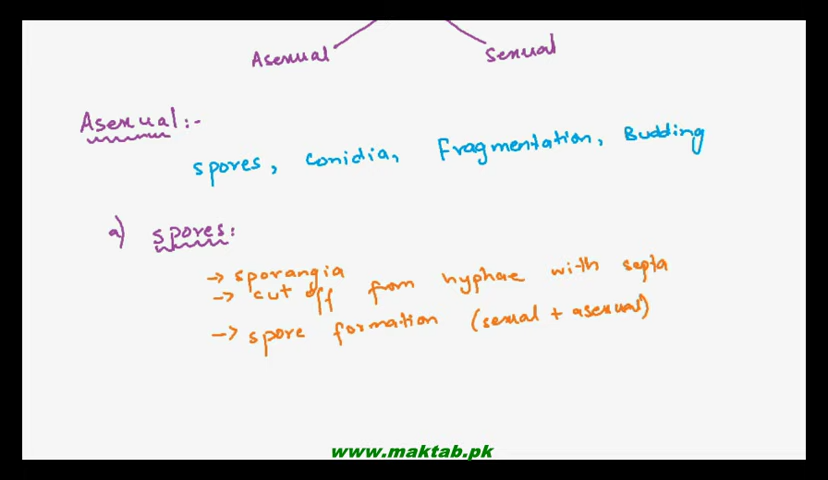 Asexual Sexual
Asexual:-
spores, Conidia, Fragmentation, Budding
a) spores:
→ sporangia
→ cut off from hyphae with septa
→ spore formation (sexual + asexual)
www.maktab.pk